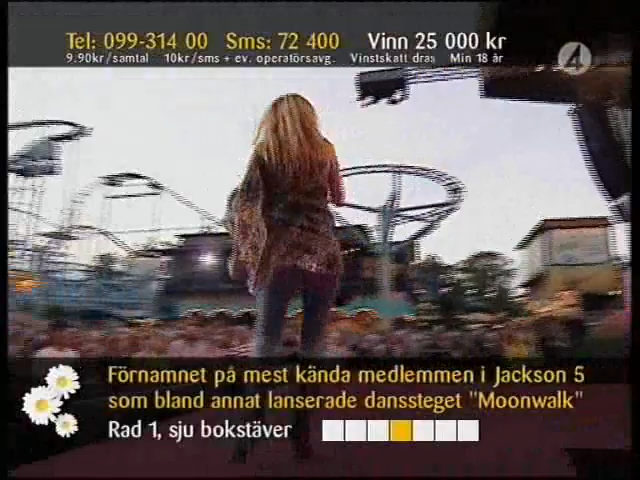 Tel: 099-314 00 Sms: 72 400 Vinn 25 000 kr
9.90kr/samtal 10kr/sms + ev. operatörsavg. Vinstskatt dras Min 18 år
4
Förnamnet på mest kända medlemmen i Jackson 5
som bland annat lanserade danssteget "Moonwalk"
Rad 1, sju bokstäver